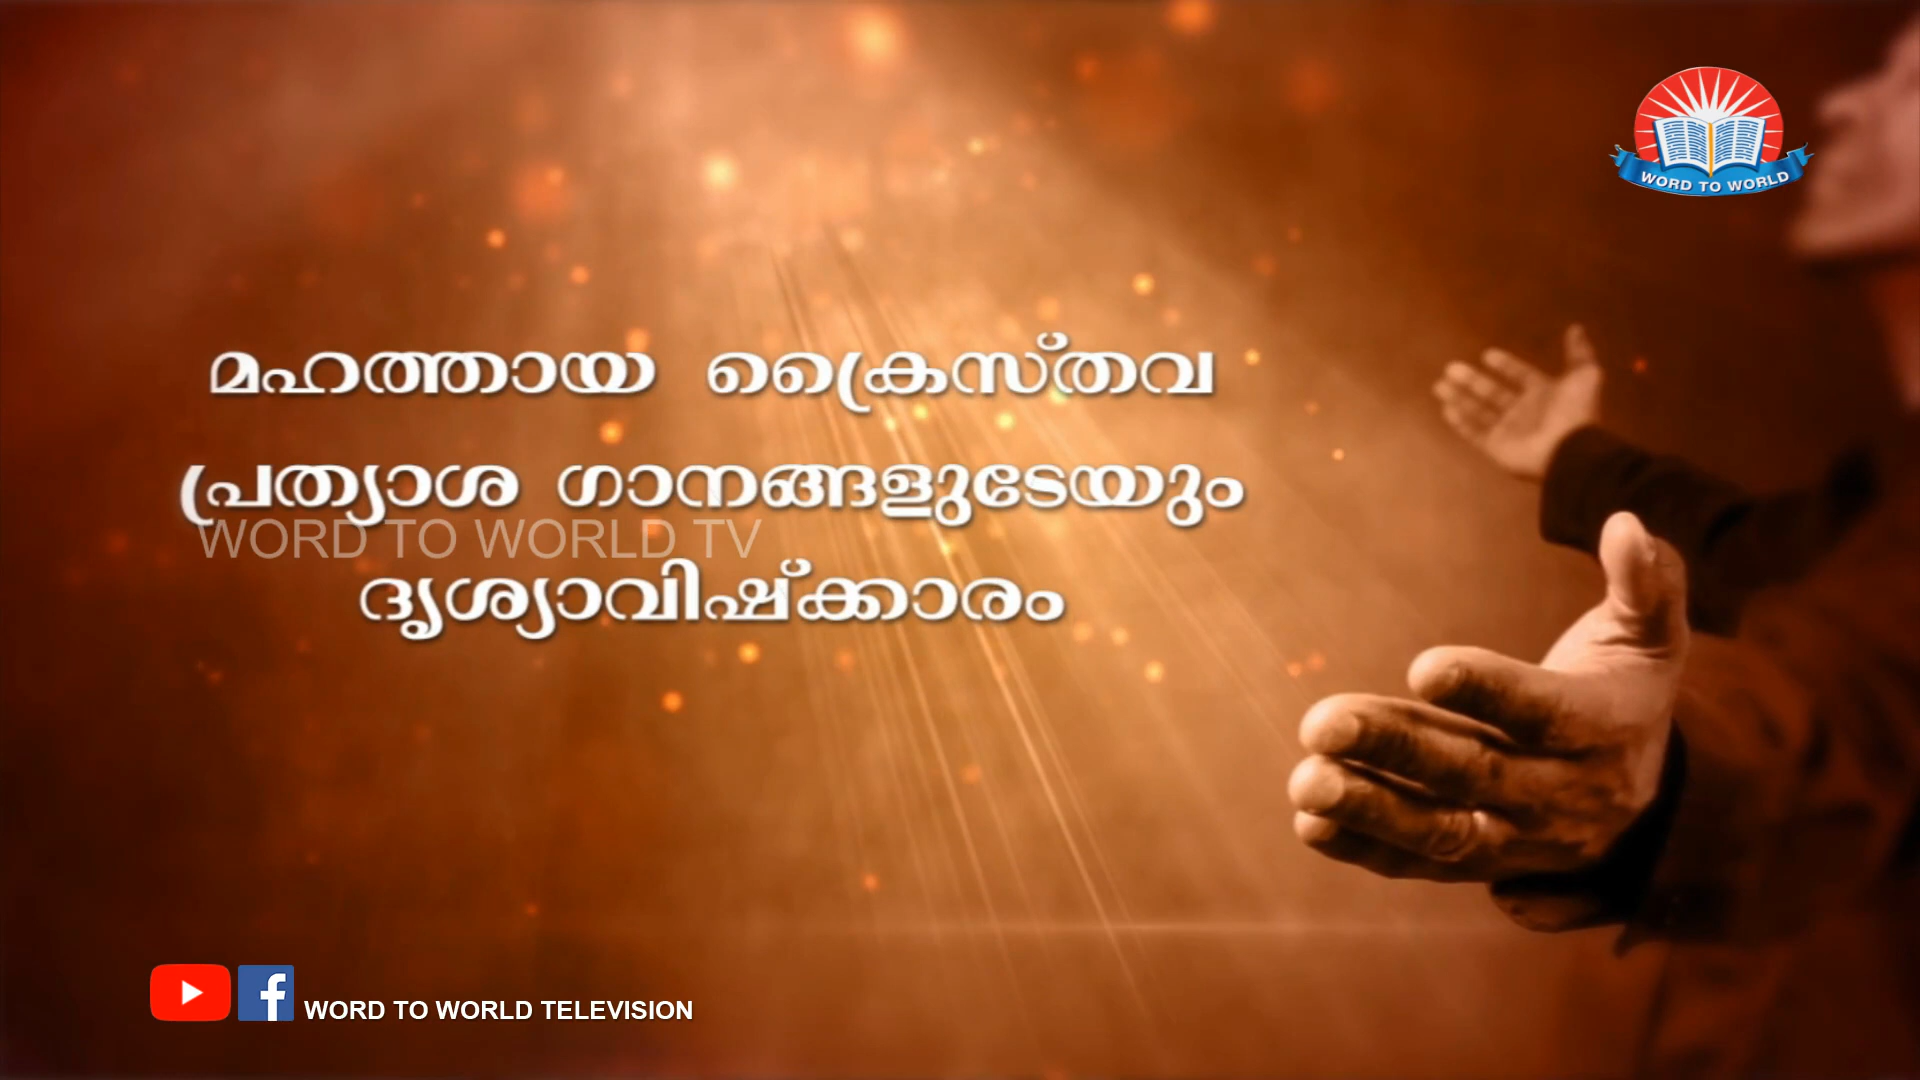 WORD TO WORLD
മഹത്തായ ക്രൈസ്തവ
പ്രത്യാശ ഗാനങ്ങളുടേയും
WORD TO WORLD TV
ദൃശ്യാവിഷ്ക്കാരം
WORD TO WORLD TELEVISION